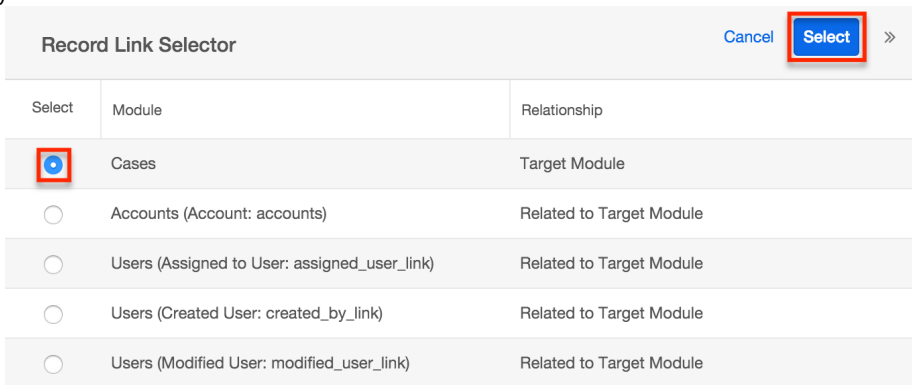 Record Link Selector Cancel Select »
Select Module Relationship
Cases Target Module
Accounts (Account: accounts) Related to Target Module
Users (Assigned to User: assigned_user_link) Related to Target Module
Users (Created User: created_by_link) Related to Target Module
Users (Modified User: modified_user_link) Related to Target Module